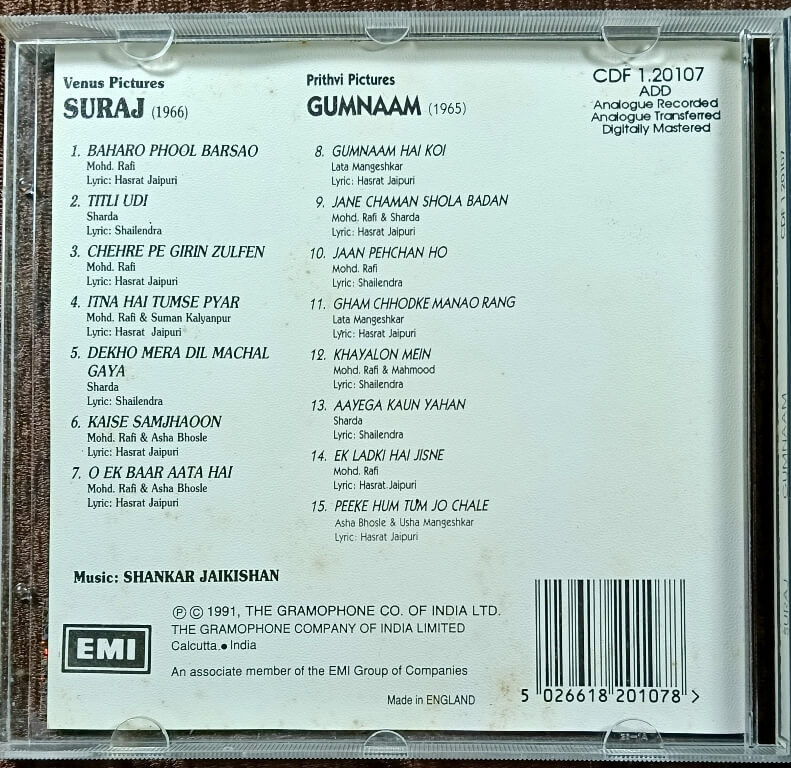 Venus Pictures
SURAJ (1966)
1. BAHARO PHOOL BARSAO
Mohd. Rafi
Lyric: Hasrat Jaipuri
2. TITLI UDI
Sharda
Lyric: Shailendra
3. CHEHRE PE GIRIN ZULFEN
Mohd. Rafi
Lyric: Hasrat Jaipuri
4. ITNA HAI TUMSE PYAR
Mohd. Rafi & Suman Kalyanpur
Lyric: Hasrat Jaipuri
5. DEKHO MERA DIL MACHAL
GAYA
Sharda
Lyric: Shailendra
6. KAISE SAMJHAOON
Mohd. Rafi & Asha Bhosle
Lyric: Hasrat Jaipuri
7. O EK BAAR AATA HAI
Mohd. Rafi & Asha Bhosle
Lyric: Hasrat Jaipuri
Prithvi Pictures
GUMNAAM (1965)
8. GUMNAAM HAI KOI
Lata Mangeshkar
Lyric: Hasrat Jaipuri
9. JANE CHAMAN SHOLA BADAN
Mohd. Rafi & Sharda
Lyric: Hasrat Jaipuri
10. JAAN PEHCHAN HO
Mohd. Rafi
Lyric: Shailendra
11. GHAM CHHODKE MANAO RANG
Lata Mangeshkar
Lyric: Hasrat Jaipuri
12. KHAYALON MEIN
Mohd. Rafi & Mahmood
Lyric: Shailendra
13. AAYEGA KAUN YAHAN
Sharda
Lyric: Shailendra
14. EK LADKI HAI JISNE
Mohd. Rafi
Lyric: Hasrat Jaipuri
15. PEEKE HUM TUM JO CHALE
Asha Bhosle & Usha Mangeshkar
Lyric: Hasrat Jaipuri
CDF 1.20107
ADD
Analogue Recorded
Analogue Transferred
Digitally Mastered
Music: SHANKAR JAIKISHAN
EMI
Ⓟ © 1991, THE GRAMOPHONE CO. OF INDIA LTD.
THE GRAMOPHONE COMPANY OF INDIA LIMITED
Calcutta • India
An associate member of the EMI Group of Companies
Made in ENGLAND
5 026618 201078 >
CDF 1.20107
GUMNAAM
SURAJ